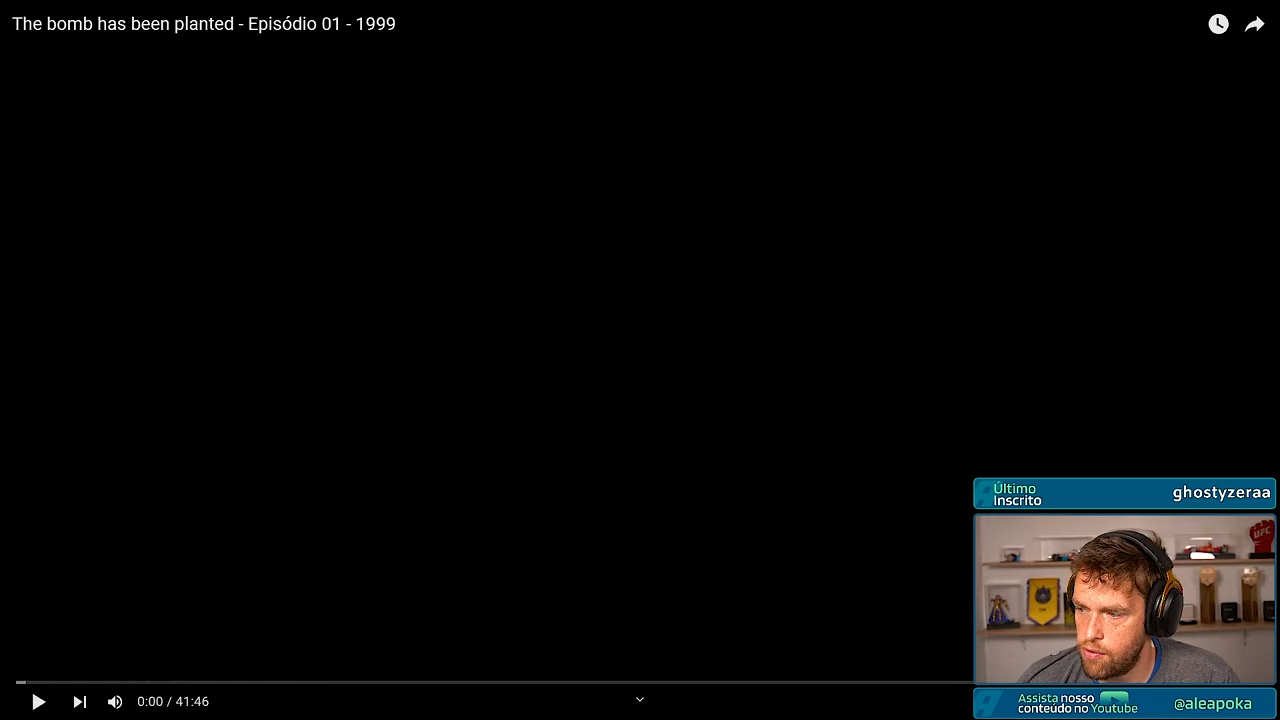 The bomb has been planted - Episódio 01 - 1999
Último
Inscrito
ghostyzeraa
UFC
0:00 / 41:46
Assista nosso
conteúdo no Youtube
@aleapoka